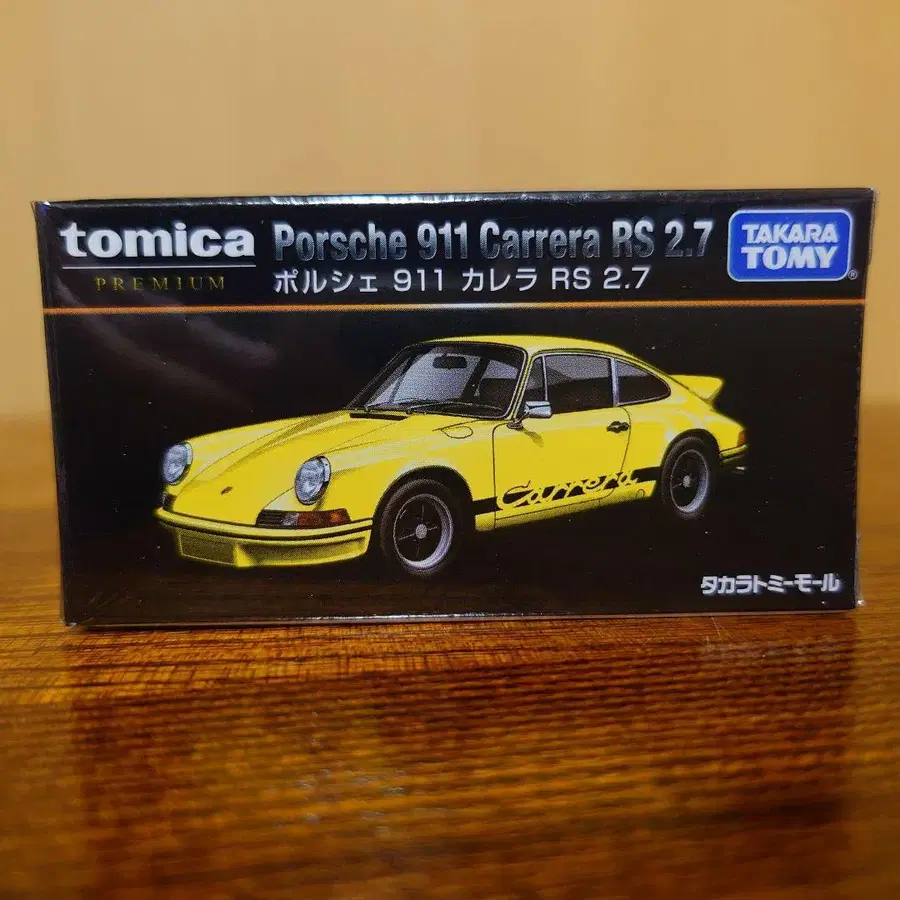 tomica
PREMIUM
Porsche 911 Carrera RS 2.7
ポルシェ 911 カレラ RS 2.7
TAKARA
TOMY
®
Carrera
タカラトミーモール